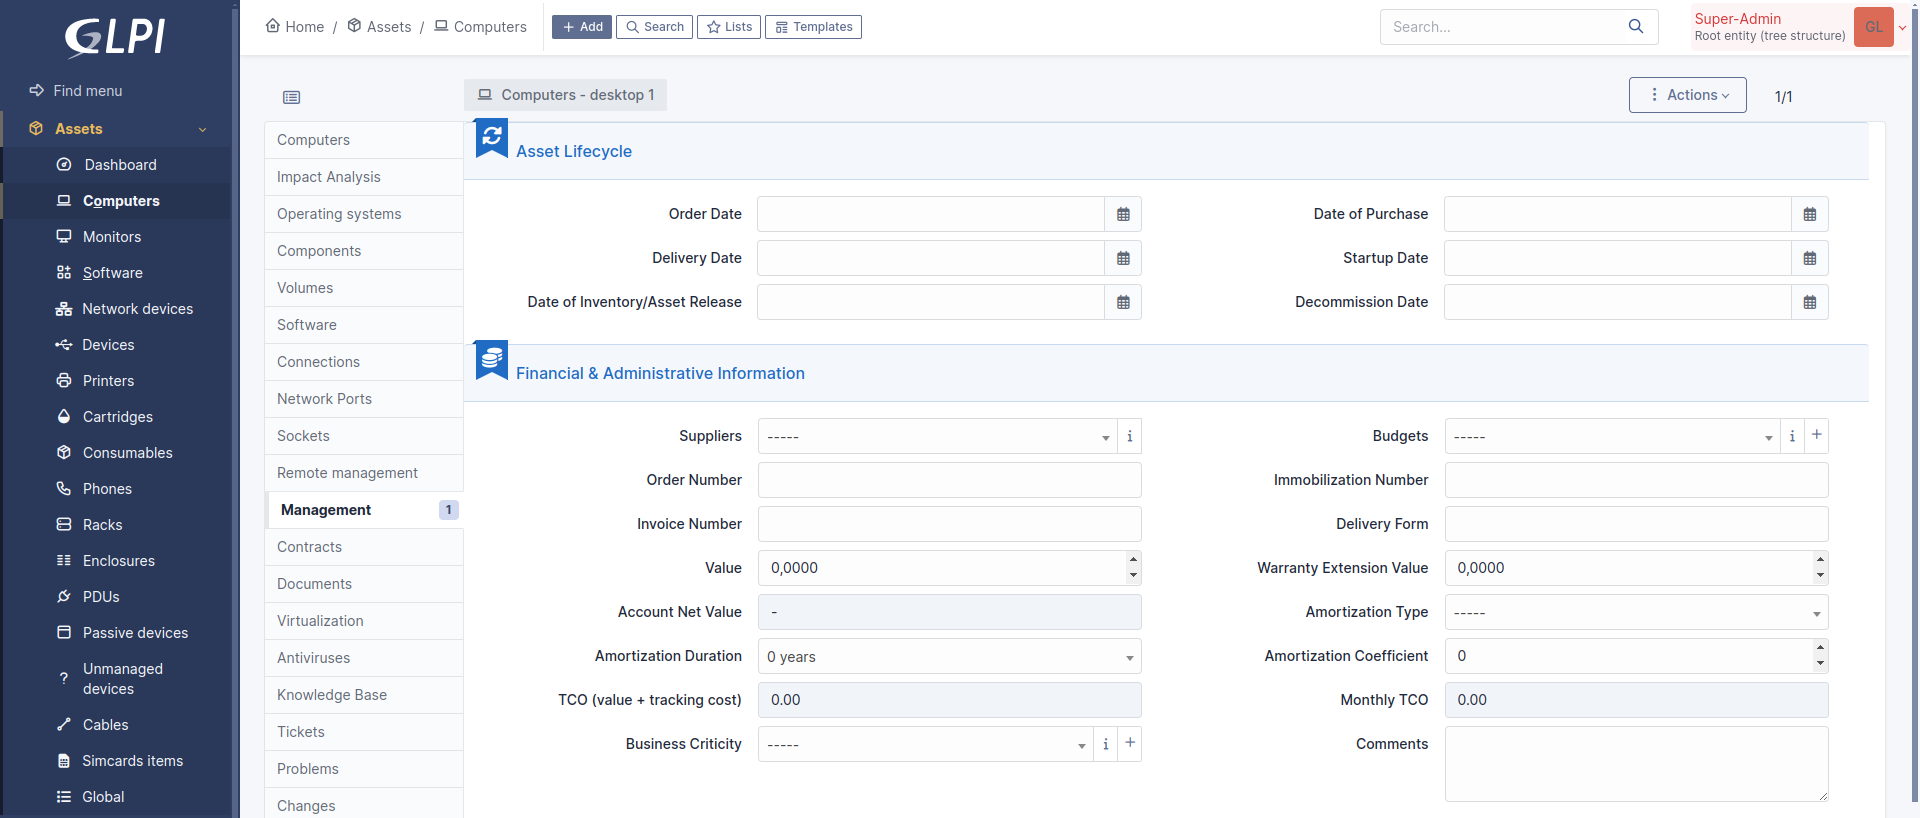 GLPI
Find menu
Assets
Dashboard
Computers
Monitors
Software
Network devices
Devices
Printers
Cartridges
Consumables
Phones
Racks
Enclosures
PDUs
Passive devices
Unmanaged
devices
Cables
Simcards items
Global
Home / Assets / Computers
+ Add
Search
Lists
Templates
Search...
Super-Admin
Root entity (tree structure)
GL
Computers - desktop 1
Actions
1/1
Computers
Impact Analysis
Operating systems
Components
Volumes
Software
Connections
Network Ports
Sockets
Remote management
Management 1
Contracts
Documents
Virtualization
Antiviruses
Knowledge Base
Tickets
Problems
Changes
Asset Lifecycle
Order Date
Date of Purchase
Delivery Date
Startup Date
Date of Inventory/Asset Release
Decommission Date
Financial & Administrative Information
Suppliers -----
Budgets -----
Order Number
Immobilization Number
Invoice Number
Delivery Form
Value 0,0000
Warranty Extension Value 0,0000
Account Net Value -
Amortization Type -----
Amortization Duration 0 years
Amortization Coefficient 0
TCO (value + tracking cost) 0.00
Monthly TCO 0.00
Business Criticity -----
Comments